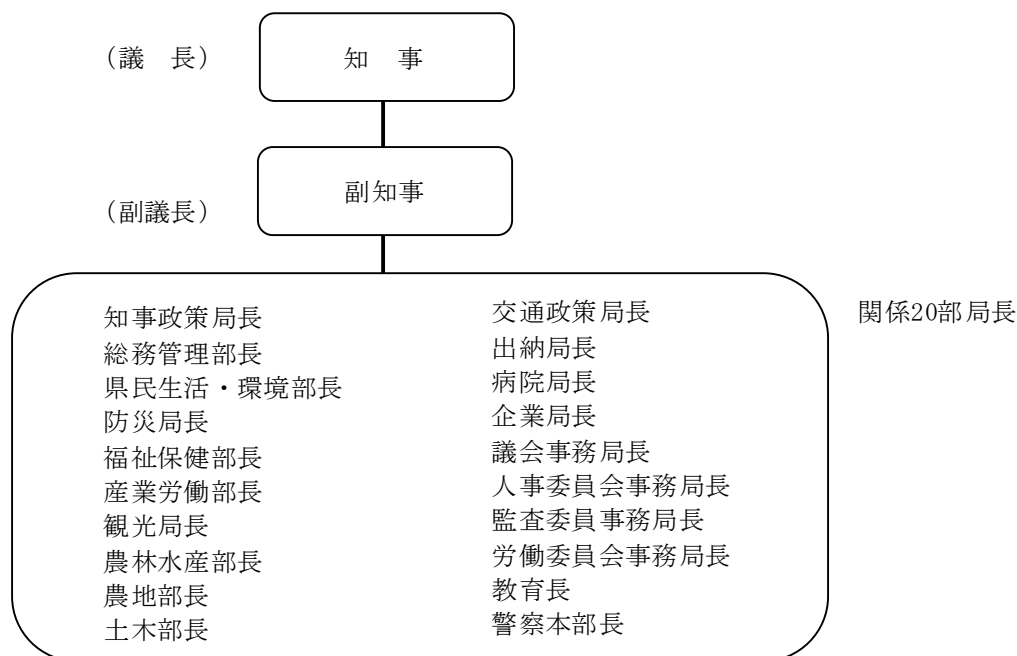 （議　長）
知　事
（副議長）
副知事
知事政策局長
総務管理部長
県民生活・環境部長
防災局長
福祉保健部長
産業労働部長
観光局長
農林水産部長
農地部長
土木部長
交通政策局長
出納局長
病院局長
企業局長
議会事務局長
人事委員会事務局長
監査委員事務局長
労働委員会事務局長
教育長
警察本部長
関係20部局長